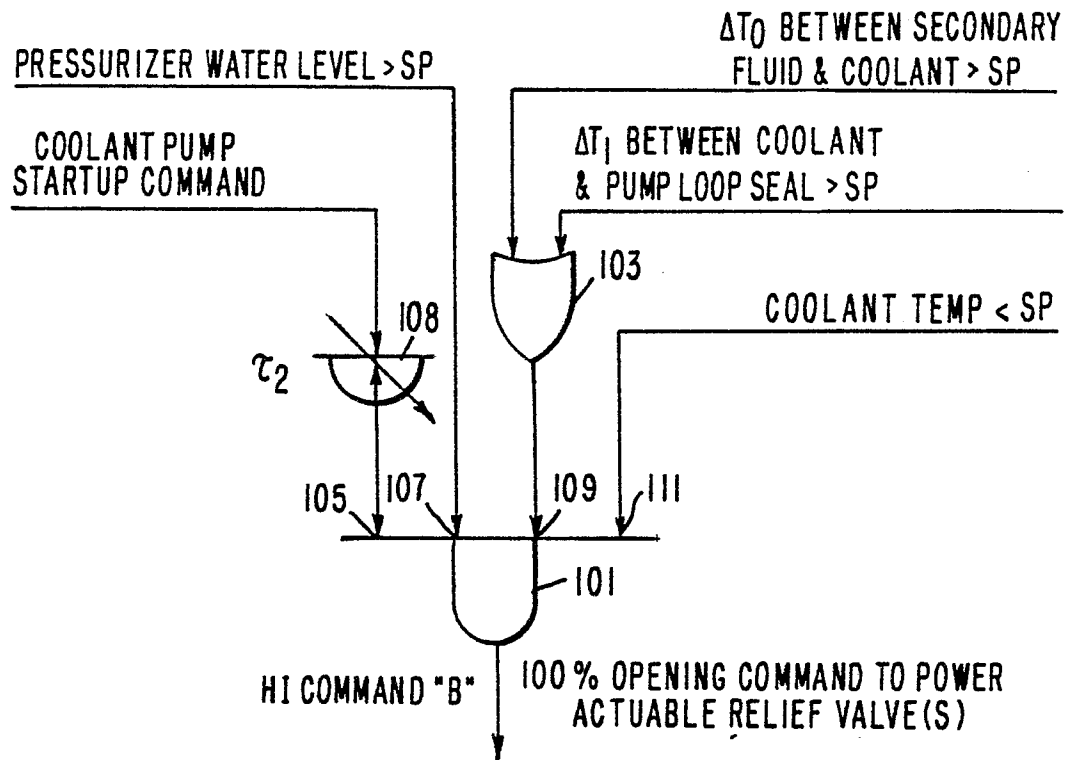 PRESSURIZER WATER LEVEL > SP
ΔT0 BETWEEN SECONDARY
FLUID & COOLANT > SP
COOLANT PUMP
STARTUP COMMAND
ΔT1 BETWEEN COOLANT
& PUMP LOOP SEAL > SP
103
COOLANT TEMP < SP
108
τ2
105
107
109
111
101
HI COMMAND "B"
100 % OPENING COMMAND TO POWER
ACTUABLE RELIEF VALVE(S)